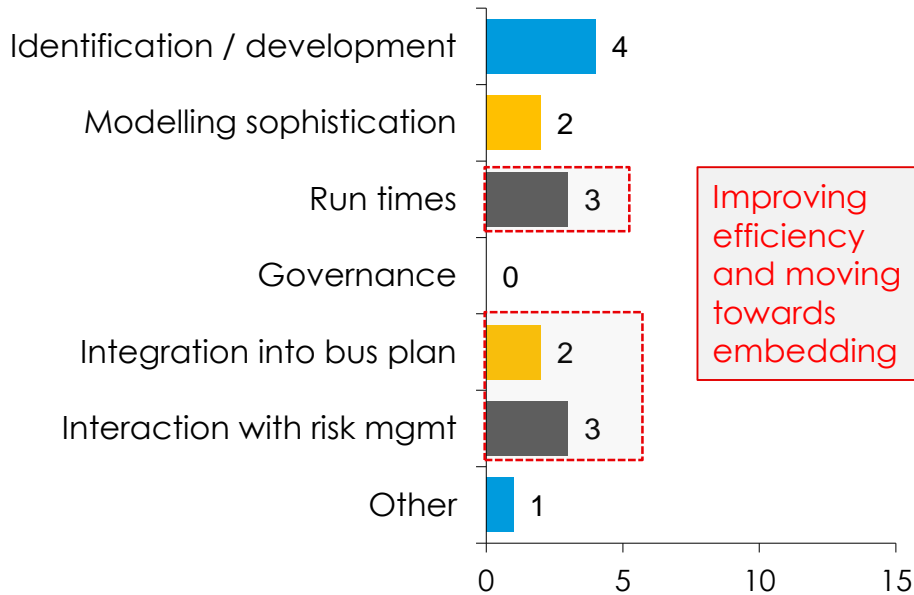 Identification / development
4
Modelling sophistication
2
Run times
3
Governance
0
Integration into bus plan
2
Interaction with risk mgmt
3
Other
1
0 5 10 15
Improving
efficiency
and moving
towards
embedding